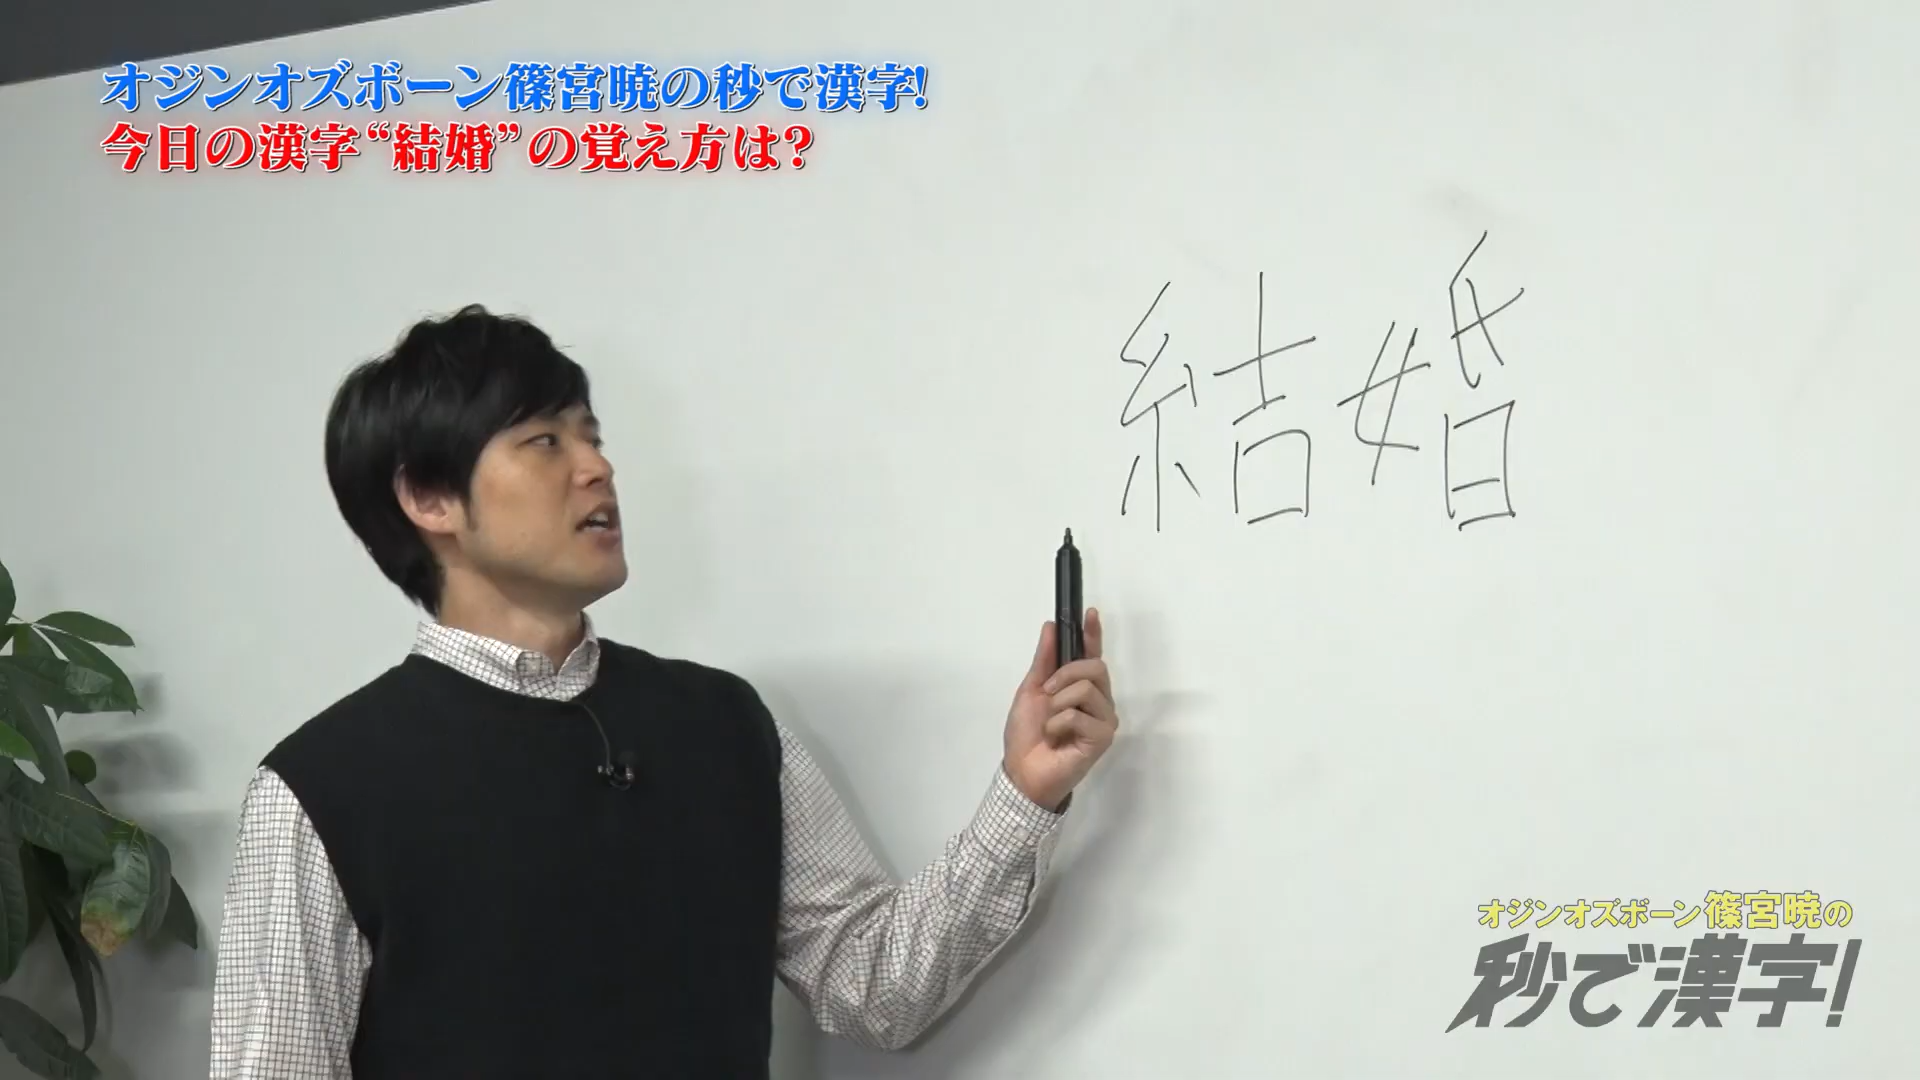 オジンオズボーン篠宮暁の秒で漢字!
今日の漢字“結婚”の覚え方は?
結婚
オジンオズボーン篠宮暁の
秒で漢字!